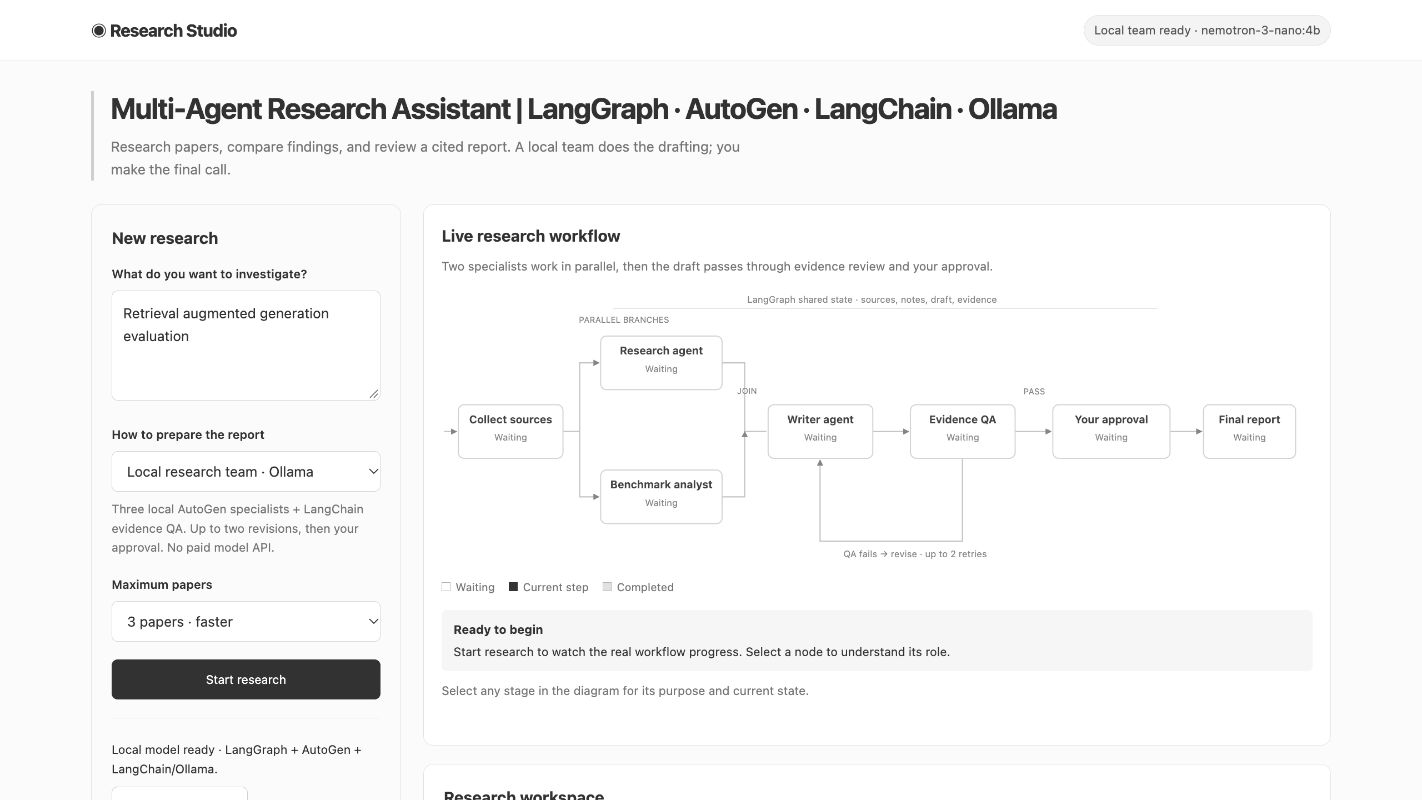 Research Studio
Local team ready · nemotron-3-nano:4b
Multi-Agent Research Assistant | LangGraph · AutoGen · LangChain · Ollama
Research papers, compare findings, and review a cited report. A local team does the drafting; you
make the final call.
New research
What do you want to investigate?
Retrieval augmented generation
evaluation
How to prepare the report
Local research team · Ollama
Three local AutoGen specialists + LangChain
evidence QA. Up to two revisions, then your
approval. No paid model API.
Maximum papers
3 papers · faster
Start research
Local model ready · LangGraph + AutoGen +
LangChain/Ollama.
Live research workflow
Two specialists work in parallel, then the draft passes through evidence review and your approval.
LangGraph shared state · sources, notes, draft, evidence
PARALLEL BRANCHES
Research agent
Waiting
JOIN
PASS
Collect sources
Waiting
Writer agent
Waiting
Evidence QA
Waiting
Your approval
Waiting
Final report
Waiting
Benchmark analyst
Waiting
QA fails → revise · up to 2 retries
Waiting
Current step
Completed
Ready to begin
Start research to watch the real workflow progress. Select a node to understand its role.
Select any stage in the diagram for its purpose and current state.
Research workspace